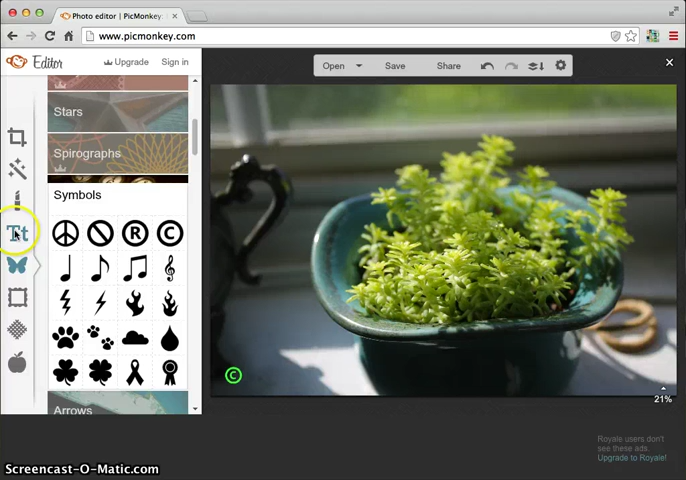 Photo editor | PicMonkey
www.picmonkey.com
Editor
Upgrade
Sign in
Open
Save
Share
Stars
Spirographs
Symbols
R
C
Tt
C
Arrows
21%
Royale users don't
see these ads.
Upgrade to Royale!
Screencast-O-Matic.com